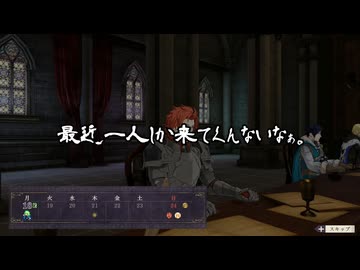 最近、一人しか来てくんないなぁ。
月 火 水 木 金 土 日
18 19 20 21 22 23 24
スキップ